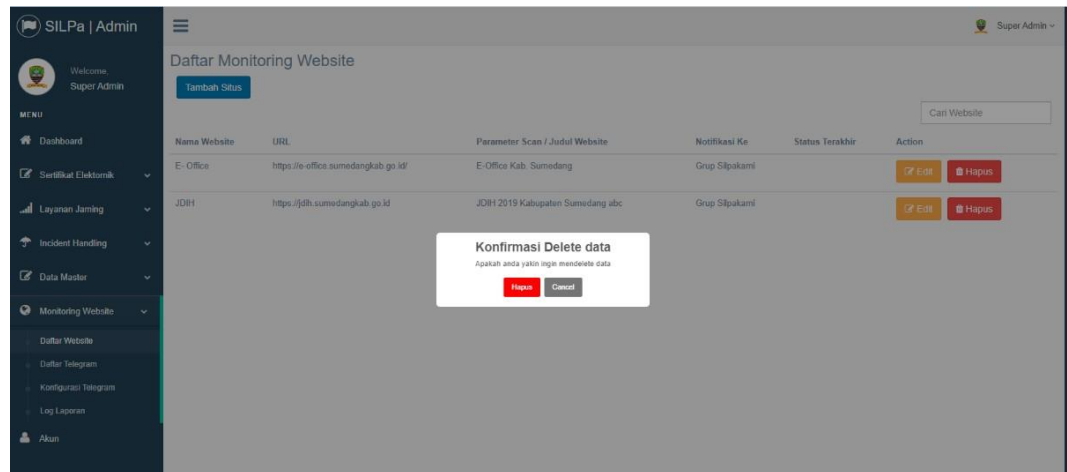 SILPa | Admin
Super Admin
Welcome,
Super Admin
MENU
Dashboard
Sertifikat Elektornik
Layanan Jaming
Incident Handling
Data Master
Monitoring Website
Daftar Website
Daftar Telegram
Konfigurasi Telegram
Log Laporan
Akun
Daftar Monitoring Website
Tambah Situs
Cari Website
Nama Website URL Parameter Scan / Judul Website Notifikasi Ke Status Terakhir Action
E- Office https://e-office.sumedangkab.go.id/ E-Office Kab. Sumedang Grup Silpakami Edit Hapus
JDIH https://jdih.sumedangkab.go.id JDIH 2019 Kabupaten Sumedang abc Grup Silpakami Edit Hapus
Konfirmasi Delete data
Apakah anda yakin ingin mendelete data
Hapus Cancel